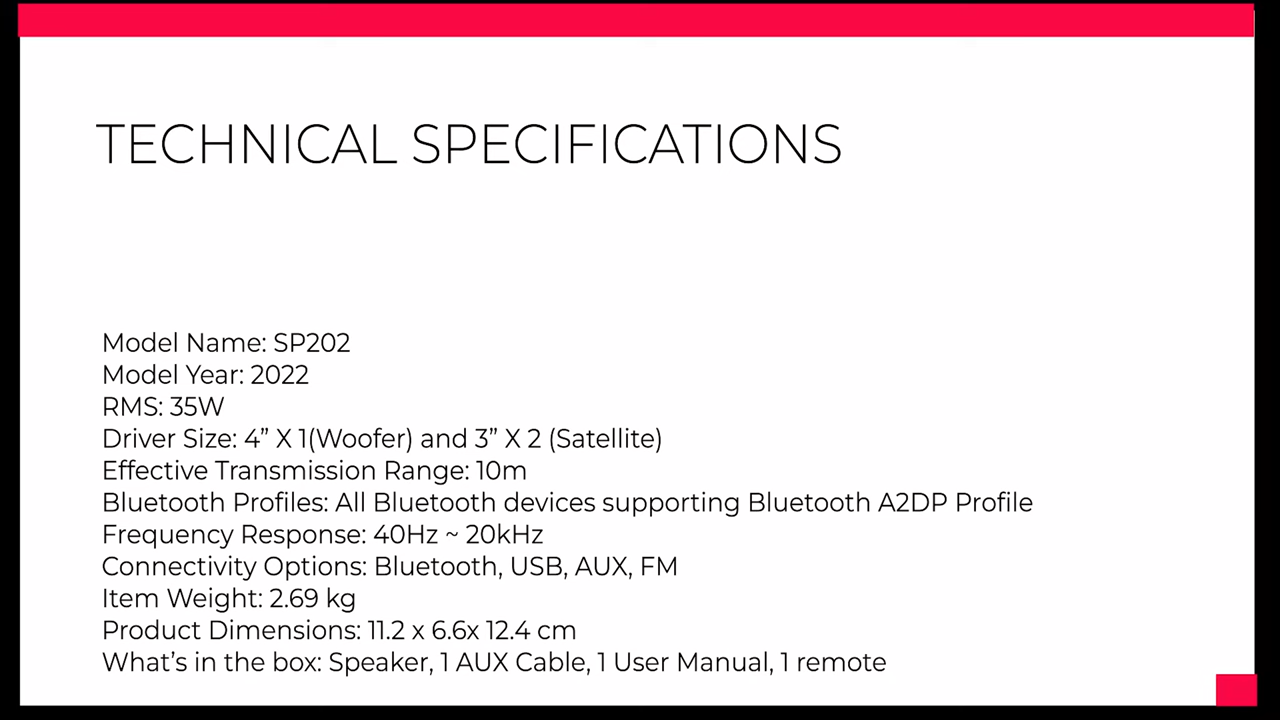 TECHNICAL SPECIFICATIONS
Model Name: SP202
Model Year: 2022
RMS: 35W
Driver Size: 4” X 1(Woofer) and 3” X 2 (Satellite)
Effective Transmission Range: 10m
Bluetooth Profiles: All Bluetooth devices supporting Bluetooth A2DP Profile
Frequency Response: 40Hz ~ 20kHz
Connectivity Options: Bluetooth, USB, AUX, FM
Item Weight: 2.69 kg
Product Dimensions: 11.2 x 6.6x 12.4 cm
What’s in the box: Speaker, 1 AUX Cable, 1 User Manual, 1 remote